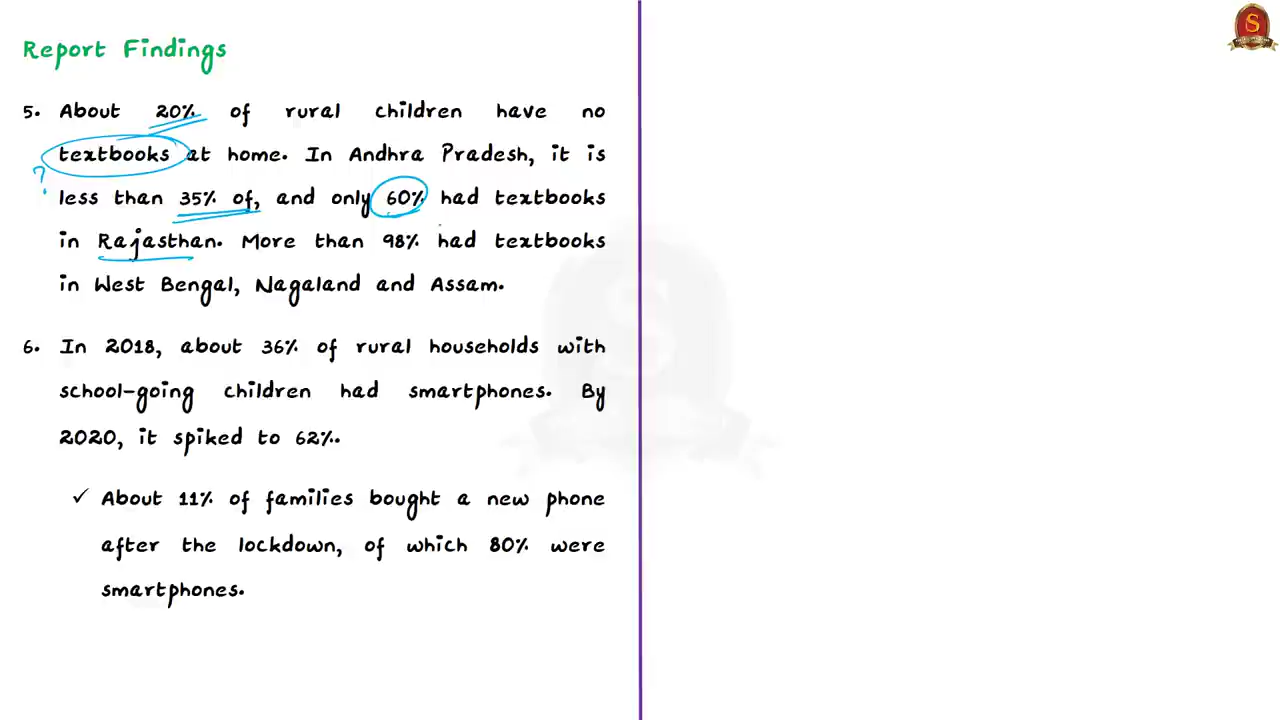 Report Findings
5. About 20% of rural children have no
textbooks at home. In Andhra Pradesh, it is
?
less than 35% of, and only 60% had textbooks
in Rajasthan. More than 98% had textbooks
in West Bengal, Nagaland and Assam.
6. In 2018, about 36% of rural households with
school-going children had smartphones. By
2020, it spiked to 62%.
✓ About 11% of families bought a new phone
after the lockdown, of which 80% were
smartphones.
S
S